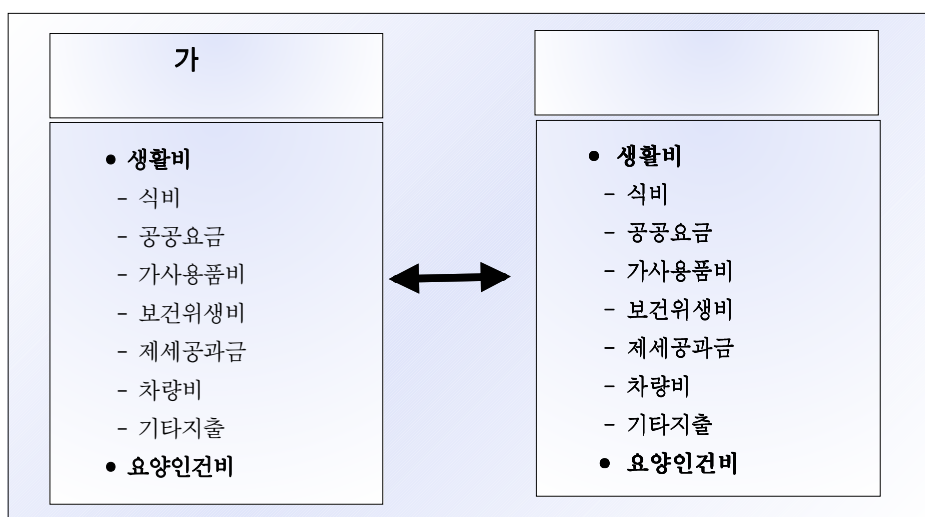 가
● 생활비
- 식비
- 공공요금
- 가사용품비
- 보건위생비
- 제세공과금
- 차량비
- 기타지출
● 요양인건비
● 생활비
- 식비
- 공공요금
- 가사용품비
- 보건위생비
- 제세공과금
- 차량비
- 기타지출
● 요양인건비